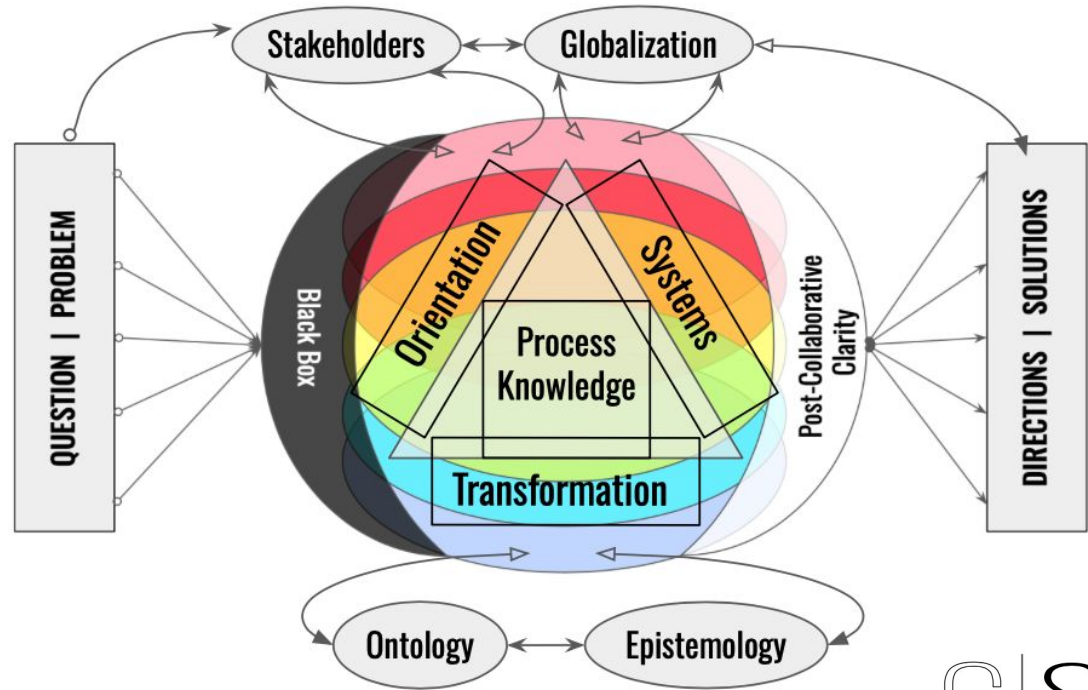 Stakeholders
Globalization
QUESTION | PROBLEM
Black Box
Orientation
Systems
Process
Knowledge
Transformation
Post-Collaborative
Clarity
DIRECTIONS | SOLUTIONS
Ontology
Epistemology